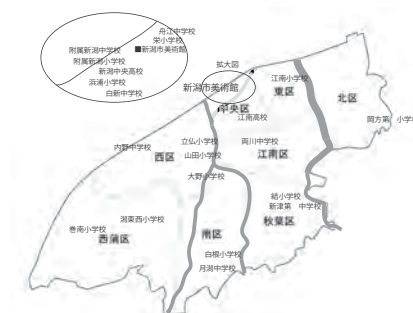 舟江中学校
栄小学校
附属新潟中学校
■新潟市美術館
附属新潟小学校
新潟中央高校
浜浦小学校
白新中学校
拡大図
新潟市美術館
江南小学校
東区
北区
中央区
江南高校
岡方第 小学校
立仏小学校
両川中学校
内野中学校
西区
山田小学校
江南区
大野小学校
結小学校
新津第 中学校
潟東西小学校
秋葉区
巻南小学校
西蒲区
南区
白根小学校
月潟中学校